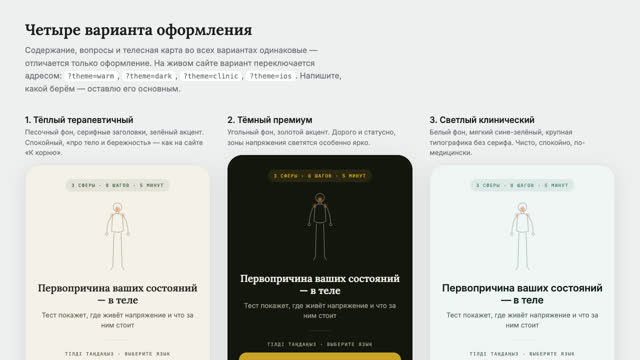 Четыре варианта оформления
Содержание, вопросы и телесная карта во всех вариантах одинаковые —
отличается только оформление. На живом сайте вариант переключается
адресом: ?theme=warm , ?theme=dark , ?theme=clinic , ?theme=ios . Напишите,
какой берём — оставлю его основным.
1. Тёплый терапевтичный
Песочный фон, серифные заголовки, зелёный акцент.
Спокойный, «про тело и бережность» — как на сайте
«К корню».
3 СФЕРЫ · 8 ШАГОВ · 5 МИНУТ
Первопричина ваших состояний
— в теле
Тест покажет, где живёт напряжение и что за
ним стоит
ТІЛДІ ТАҢДАҢЫЗ · ВЫБЕРИТЕ ЯЗЫК
2. Тёмный премиум
Угольный фон, золотой акцент. Дорого и статусно,
зоны напряжения светятся особенно ярко.
3 СФЕРЫ · 8 ШАГОВ · 5 МИНУТ
Первопричина ваших состояний
— в теле
Тест покажет, где живёт напряжение и что за
ним стоит
ТІЛДІ ТАҢДАҢЫЗ · ВЫБЕРИТЕ ЯЗЫК
3. Светлый клинический
Белый фон, мягкий сине-зелёный, крупная
типографика без серифа. Чисто, спокойно, по-
медицински.
3 СФЕРЫ · 8 ШАГОВ · 5 МИНУТ
Первопричина ваших состояний
— в теле
Тест покажет, где живёт напряжение и что за
ним стоит
ТІЛДІ ТАҢДАҢЫЗ · ВЫБЕРИТЕ ЯЗЫК